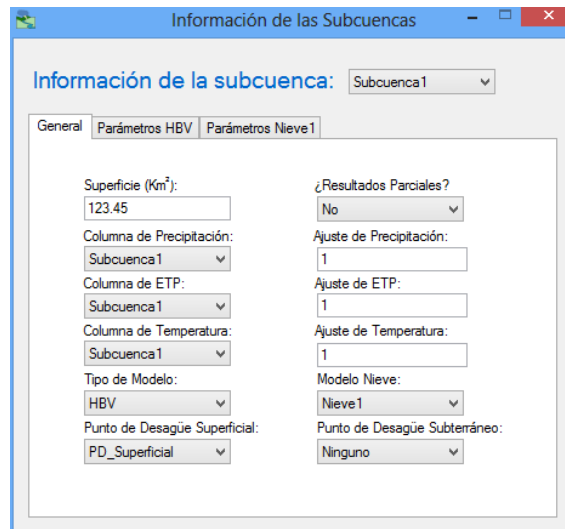 Información de las Subcuencas
Información de la subcuenca: Subcuenca1
General Parámetros HBV Parámetros Nieve1
Superficie (Km²): ¿Resultados Parciales?
123.45 No
Columna de Precipitación: Ajuste de Precipitación:
Subcuenca1 1
Columna de ETP: Ajuste de ETP:
Subcuenca1 1
Columna de Temperatura: Ajuste de Temperatura:
Subcuenca1 1
Tipo de Modelo: Modelo Nieve:
HBV Nieve1
Punto de Desagüe Superficial: Punto de Desagüe Subterráneo:
PD_Superficial Ninguno